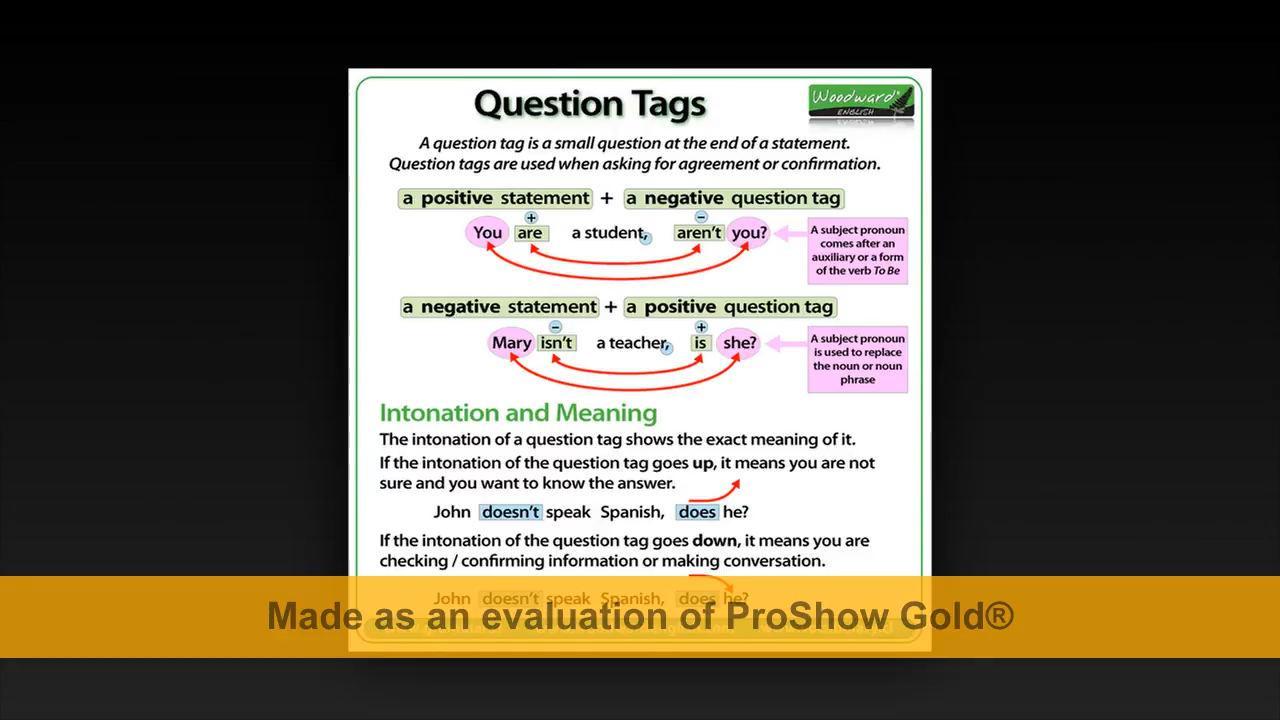 Question Tags
Woodward®
ENGLISH
A question tag is a small question at the end of a statement.
Question tags are used when asking for agreement or confirmation.
a positive statement + a negative question tag
+ −
You are a student, aren't you?
A subject pronoun
comes after an
auxiliary or a form
of the verb To Be
a negative statement + a positive question tag
− +
Mary isn't a teacher, is she?
A subject pronoun
is used to replace
the noun or noun
phrase
Intonation and Meaning
The intonation of a question tag shows the exact meaning of it.
If the intonation of the question tag goes up, it means you are not
sure and you want to know the answer.
John doesn't speak Spanish, does he?
If the intonation of the question tag goes down, it means you are
checking / confirming information or making conversation.
John doesn't speak Spanish, does he?
Made as an evaluation of ProShow Gold®